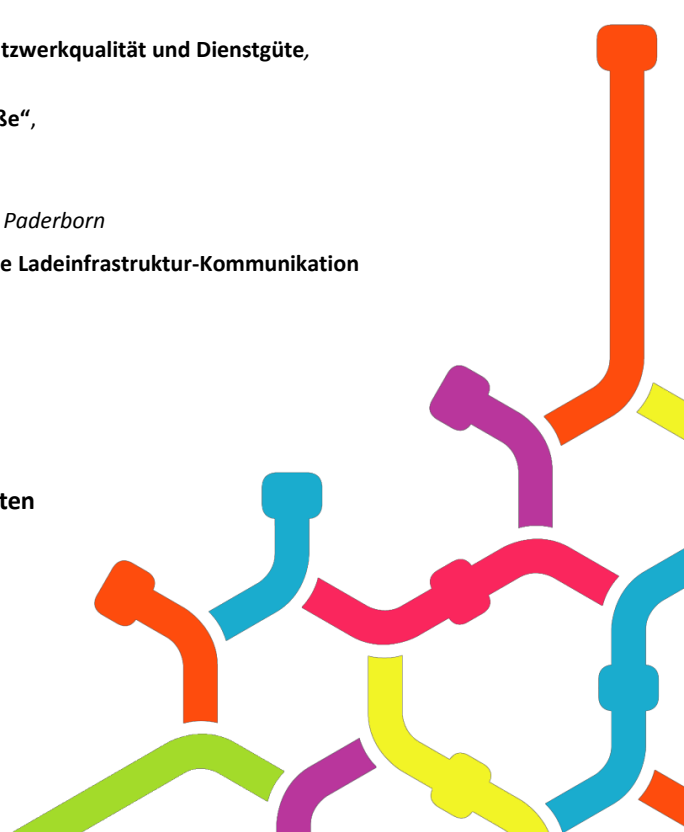 tzwerkqualität und Dienstgüte,
ße“,
Paderborn
e Ladeinfrastruktur-Kommunikation
ten